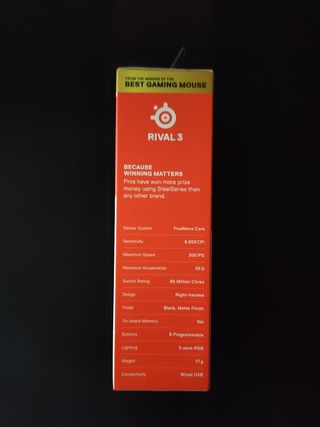 FROM THE MAKERS OF THE
BEST GAMING MOUSE
RIVAL 3
BECAUSE
WINNING MATTERS
Pros have won more prize
money using SteelSeries than
any other brand.
Sensor System TrueMove Core
Sensitivity 8,500 CPI
Maximum Speed 300 IPS
Maximum Acceleration 35 G
Switch Rating 60 Million Clicks
Design Right-handed
Finish Black, Matte Finish
On-board Memory Yes
Buttons 6 Programmable
Lighting 3-zone RGB
Weight 77 g
Connectivity Wired USB